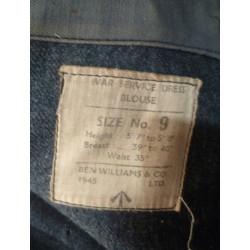 WAR SERVICE DRESS
BLOUSE
SIZE No. 9
Height 5' 7" to 5' 8"
Breast 39" to 40"
Waist 35"
BEN WILLIAMS & CO.
1945 LTD.